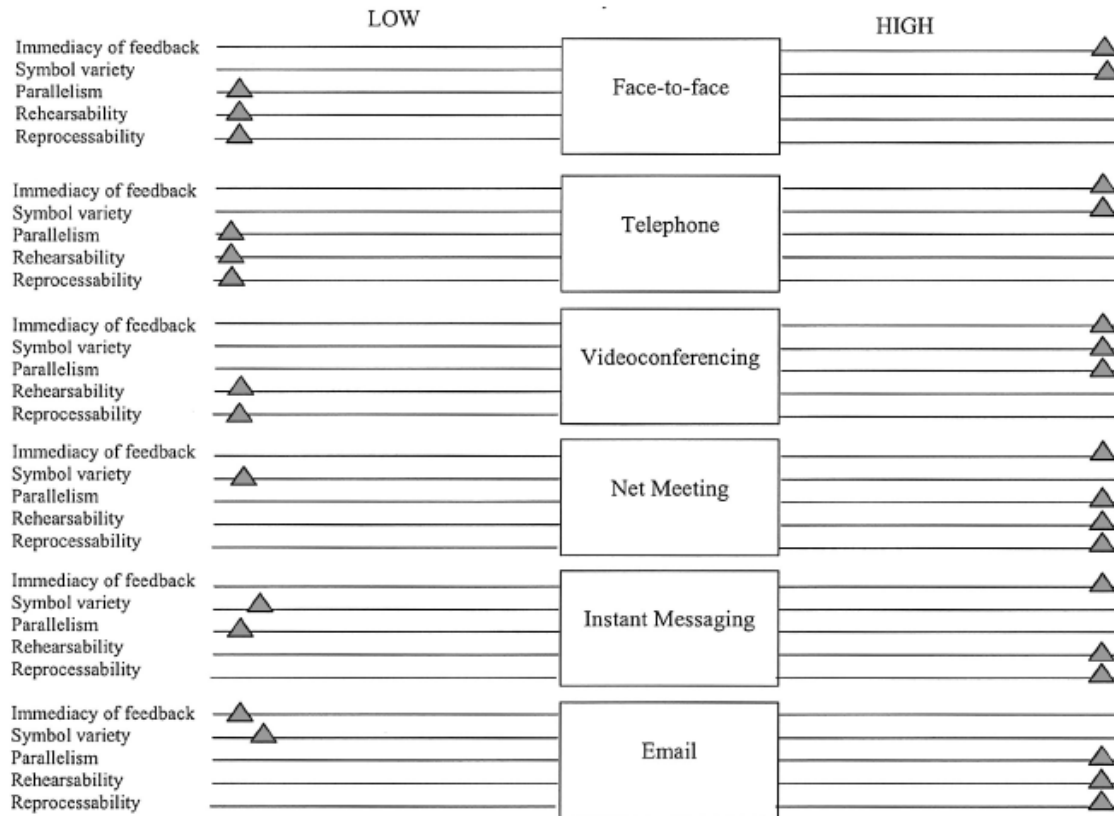 LOW
HIGH
Immediacy of feedback
Symbol variety
Parallelism
Rehearsability
Reprocessability
Face-to-face
Immediacy of feedback
Symbol variety
Parallelism
Rehearsability
Reprocessability
Telephone
Immediacy of feedback
Symbol variety
Parallelism
Rehearsability
Reprocessability
Videoconferencing
Immediacy of feedback
Symbol variety
Parallelism
Rehearsability
Reprocessability
Net Meeting
Immediacy of feedback
Symbol variety
Parallelism
Rehearsability
Reprocessability
Instant Messaging
Immediacy of feedback
Symbol variety
Parallelism
Rehearsability
Reprocessability
Email